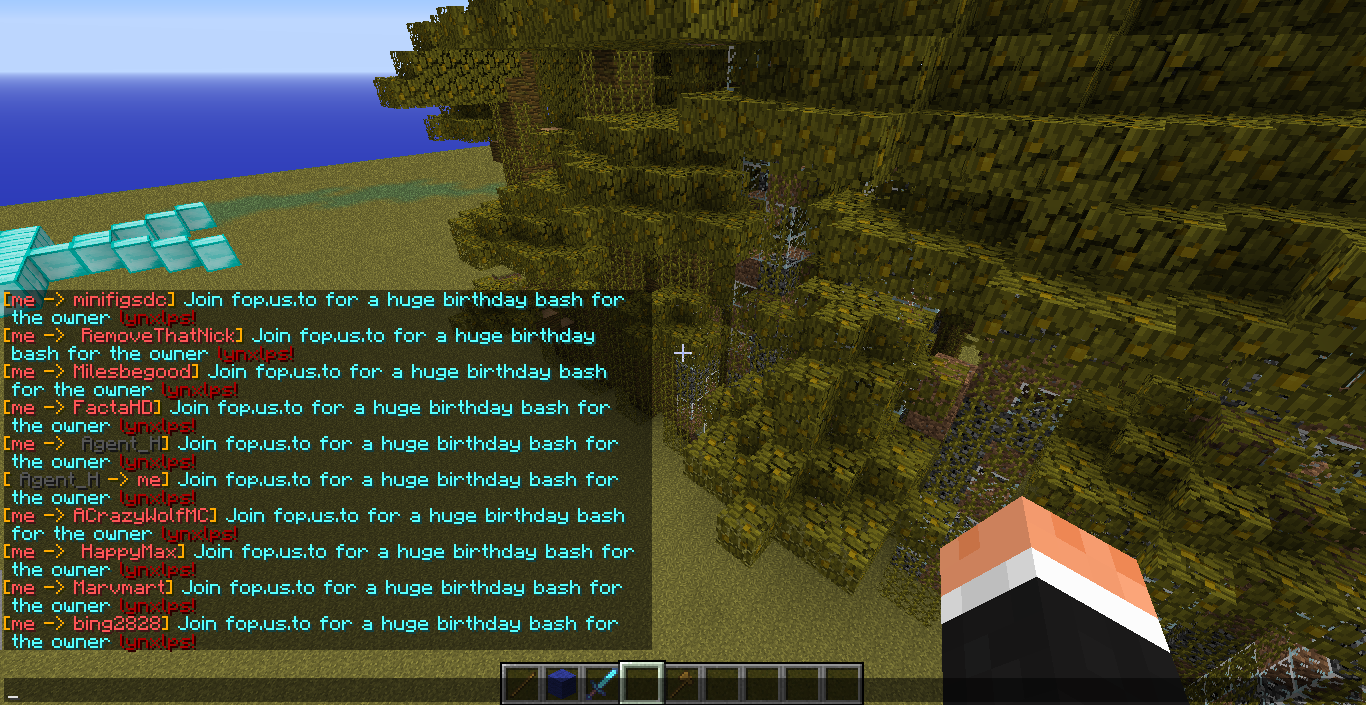 [me -> minifigsdc] Join fop.us.to for a huge birthday bash for
the owner lynxlps!
[me -> RemoveThatNick] Join fop.us.to for a huge birthday
bash for the owner lynxlps!
[me -> Milesbegood] Join fop.us.to for a huge birthday bash
for the owner lynxlps!
[me -> FactaHD] Join fop.us.to for a huge birthday bash for
the owner lynxlps!
[me -> Agent_H] Join fop.us.to for a huge birthday bash for
the owner lynxlps!
[ Agent_H -> me] Join fop.us.to for a huge birthday bash for
the owner lynxlps!
[me -> ACrazyWolfMC] Join fop.us.to for a huge birthday bash
for the owner lynxlps!
[me -> HappyMax] Join fop.us.to for a huge birthday bash for
the owner lynxlps!
[me -> Marvmart] Join fop.us.to for a huge birthday bash for
the owner lynxlps!
[me -> bing2828] Join fop.us.to for a huge birthday bash for
the owner lynxlps!
_